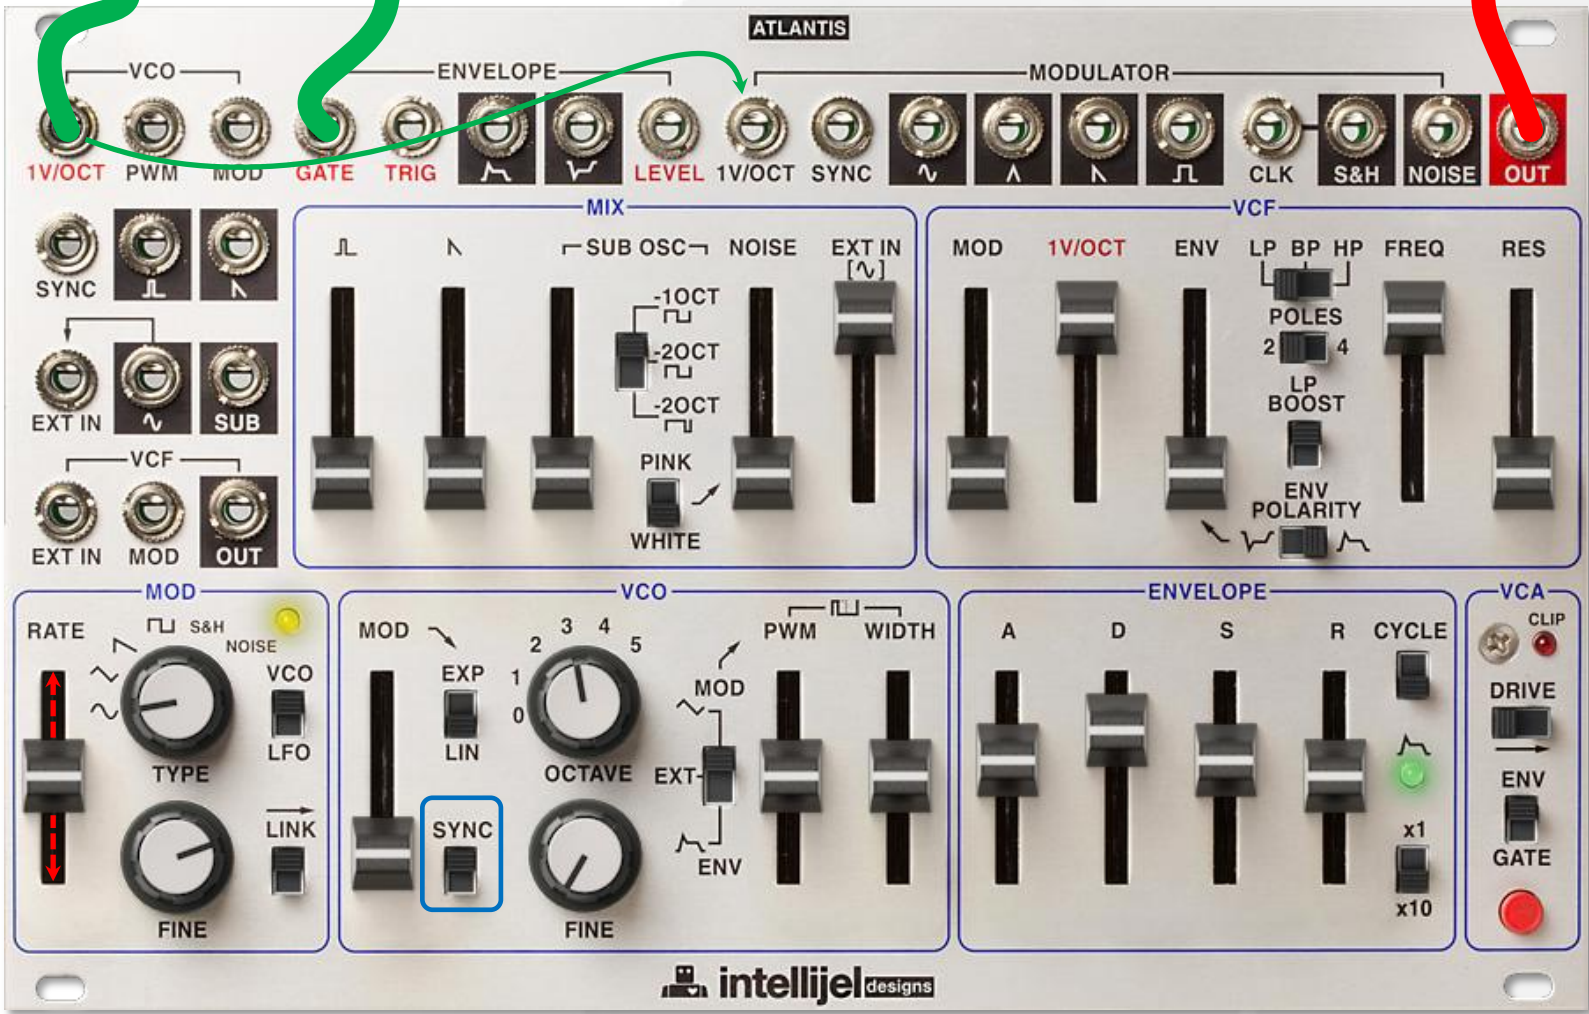 ATLANTIS
VCO
ENVELOPE
MODULATOR
1V/OCT PWM MOD GATE TRIG LEVEL 1V/OCT SYNC CLK S&H NOISE OUT
SYNC
EXT IN SUB
VCF
EXT IN MOD OUT
MIX
SUB OSC NOISE EXT IN
-1OCT
-2OCT
-2OCT
PINK
WHITE
VCF
MOD 1V/OCT ENV LP BP HP FREQ RES
POLES
2 4
LP
BOOST
ENV
POLARITY
MOD
RATE
S&H
NOISE
VCO
LFO
TYPE
LINK
FINE
VCO
MOD
EXP
LIN
SYNC
0 1 2 3 4 5
OCTAVE
FINE
PWM WIDTH
MOD
EXT
ENV
ENVELOPE
A D S R CYCLE
x1
x10
VCA
CLIP
DRIVE
ENV
GATE
intellijel designs